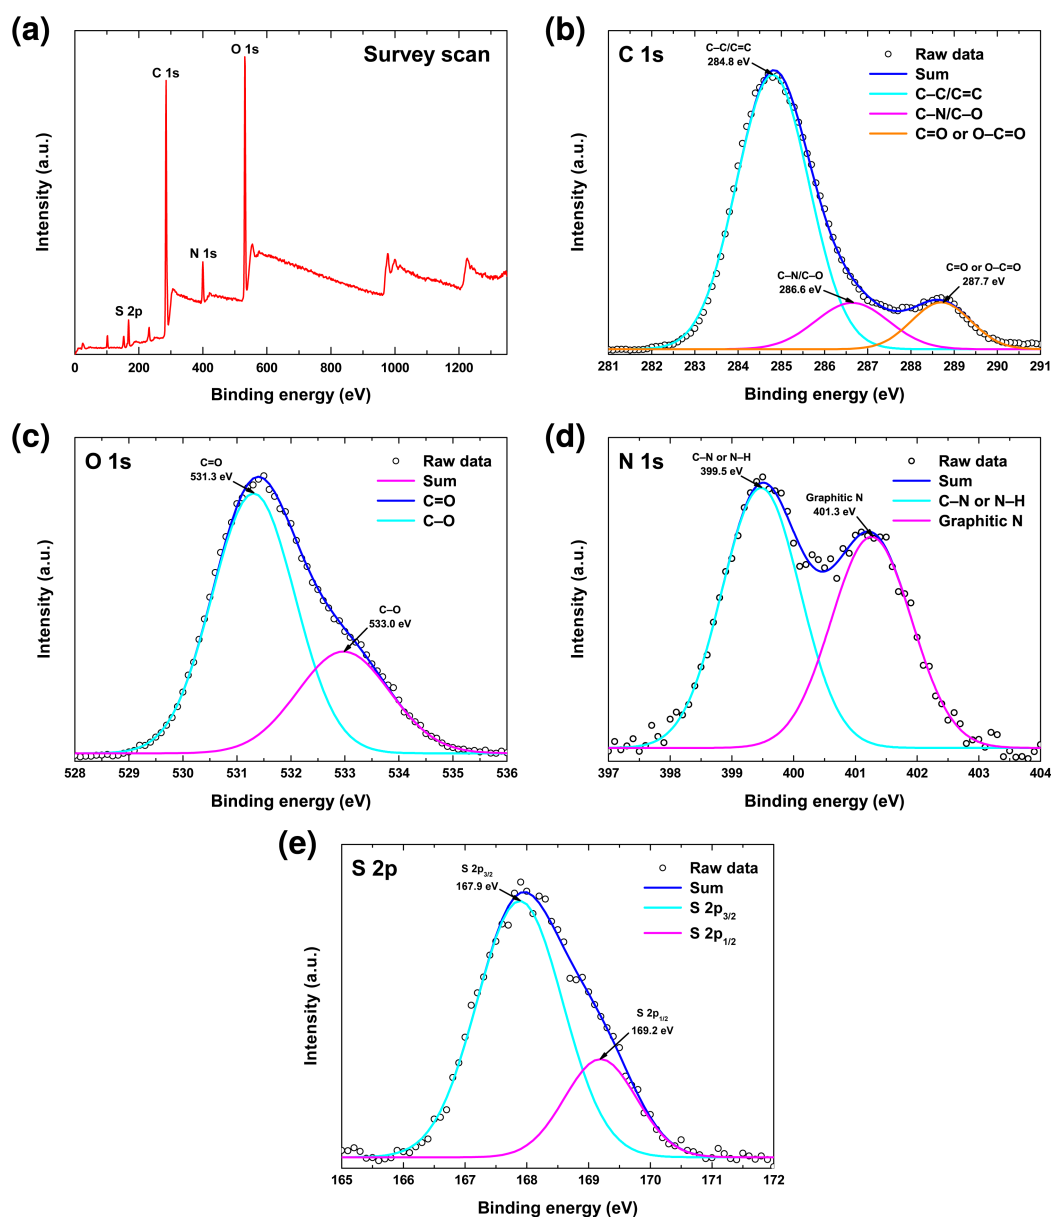 (a)
Survey scan
O 1s
C 1s
N 1s
S 2p
Intensity (a.u.)
0 200 400 600 800 1000 1200
Binding energy (eV)
(b)
C 1s
C–C/C=C
284.8 eV
Raw data
Sum
C–C/C=C
C–N/C–O
C=O or O–C=O
C–N/C–O
286.6 eV
C=O or O–C=O
287.7 eV
Intensity (a.u.)
281 282 283 284 285 286 287 288 289 290 291
Binding energy (eV)
(c)
O 1s
C=O
531.3 eV
Raw data
Sum
C=O
C–O
C–O
533.0 eV
Intensity (a.u.)
528 529 530 531 532 533 534 535 536
Binding energy (eV)
(d)
N 1s
C–N or N–H
399.5 eV
Raw data
Sum
C–N or N–H
Graphitic N
Graphitic N
401.3 eV
Intensity (a.u.)
397 398 399 400 401 402 403 404
Binding energy (eV)
(e)
S 2p
S 2p3/2
167.9 eV
Raw data
Sum
S 2p3/2
S 2p1/2
S 2p1/2
169.2 eV
Intensity (a.u.)
165 166 167 168 169 170 171 172
Binding energy (eV)